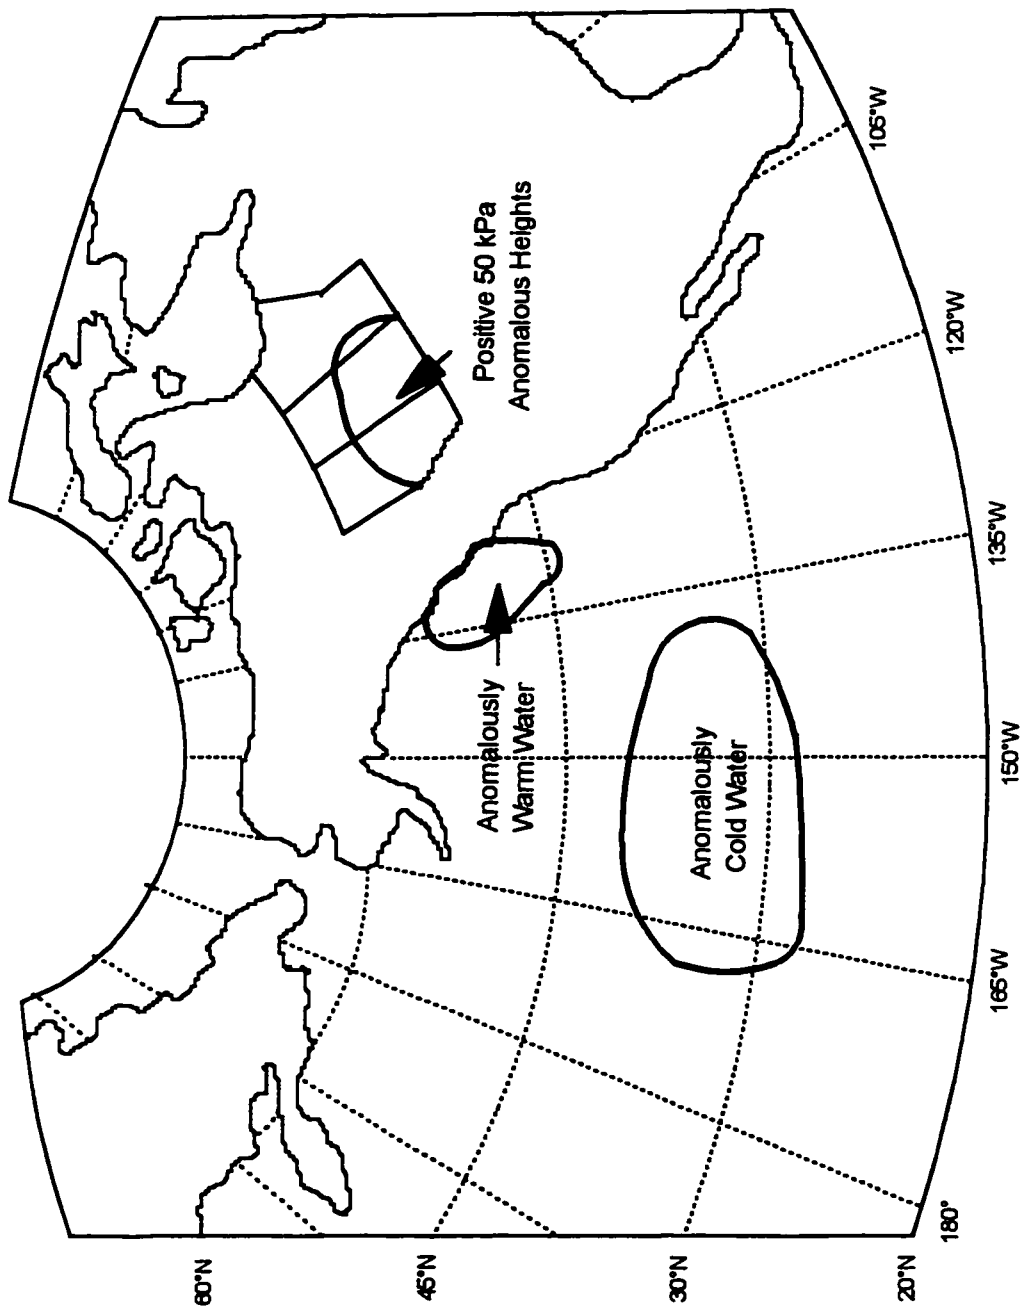 Positive 50 kPa
Anomalous Heights
Anomalously
Warm Water
Anomalously
Cold Water
60°N
45°N
30°N
20°N
180°
165°W
150°W
135°W
120°W
105°W